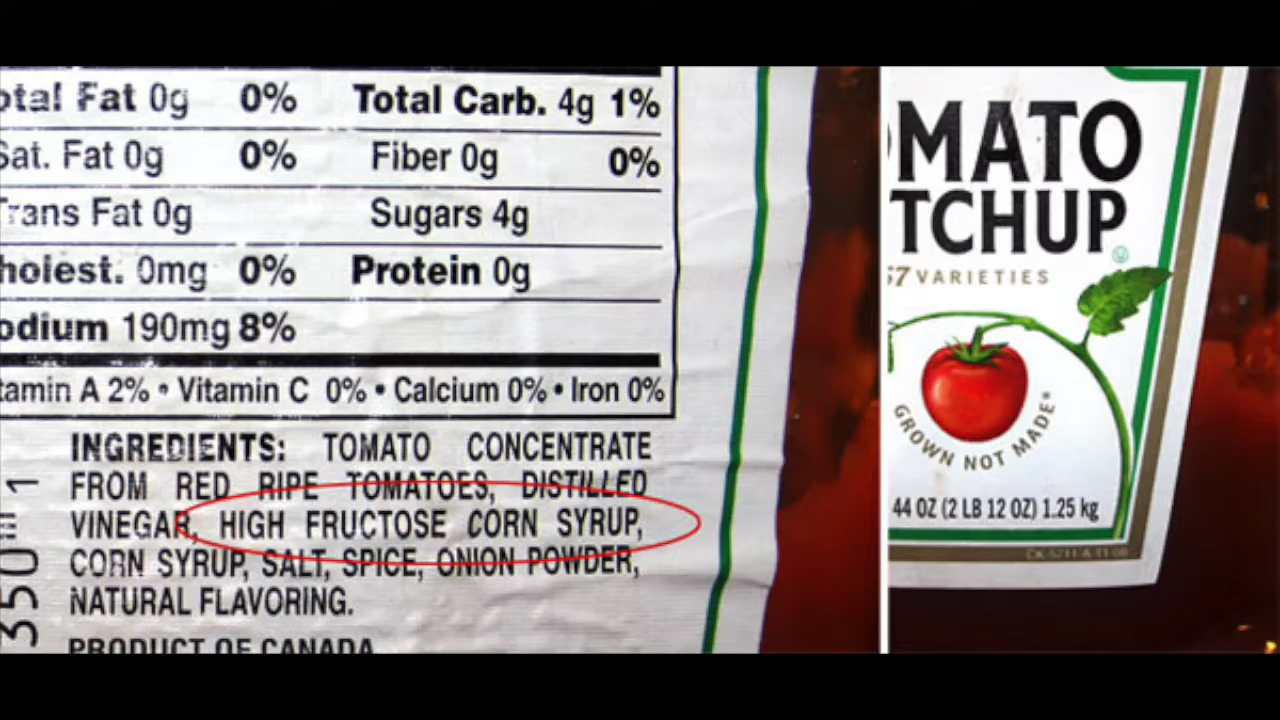 otal Fat 0g 0% Total Carb. 4g 1%
Sat. Fat 0g 0% Fiber 0g 0%
Trans Fat 0g Sugars 4g
holest. 0mg 0% Protein 0g
odium 190mg 8%
tamin A 2% • Vitamin C 0% • Calcium 0% • Iron 0%
INGREDIENTS: TOMATO CONCENTRATE
FROM RED RIPE TOMATOES, DISTILLED
VINEGAR, HIGH FRUCTOSE CORN SYRUP,
CORN SYRUP, SALT, SPICE, ONION POWDER,
NATURAL FLAVORING.
PRODUCT OF CANADA
OMATO
TCHUP
57 VARIETIES
GROWN NOT MADE
44 OZ (2 LB 12 OZ) 1.25 kg